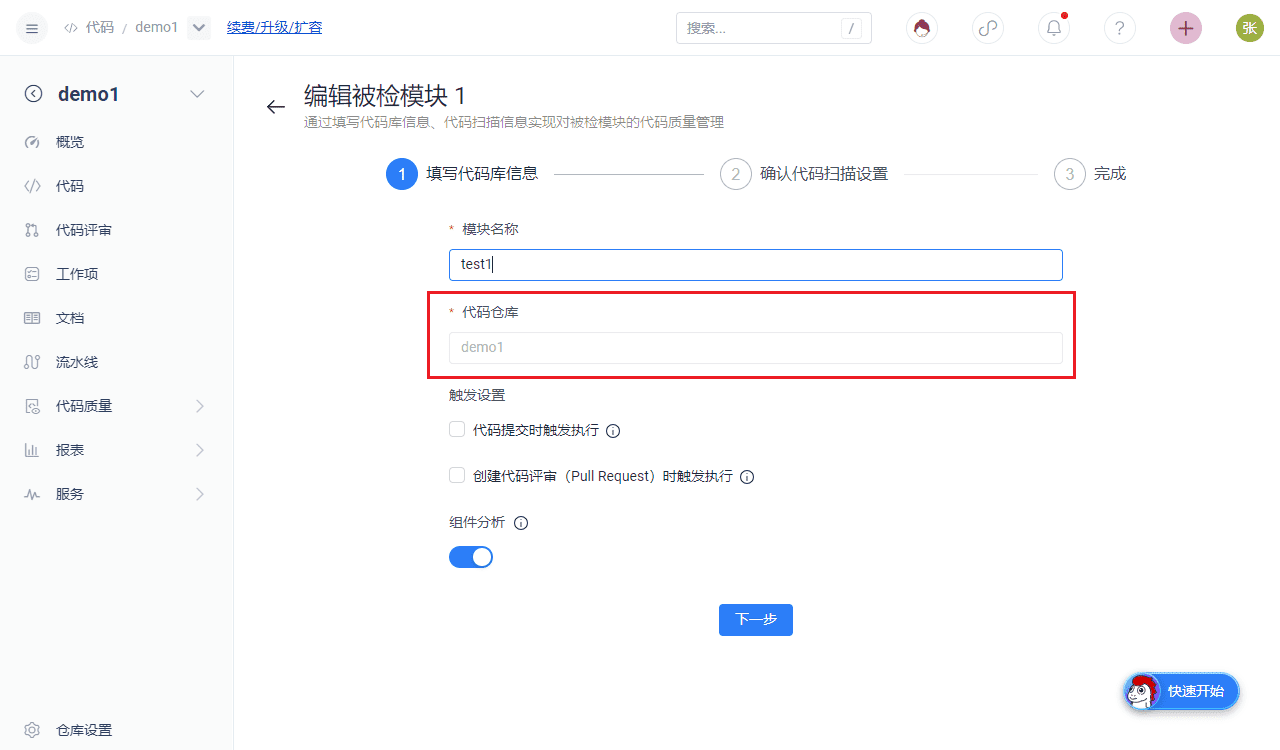 代码 / demo1 续费/升级/扩容 搜索... / ? + 张
demo1
概览
代码
代码评审
工作项
文档
流水线
代码质量
报表
服务
仓库设置
编辑被检模块 1
通过填写代码库信息、代码扫描信息实现对被检模块的代码质量管理
1 填写代码库信息 2 确认代码扫描设置 3 完成
* 模块名称
test1
* 代码仓库
demo1
触发设置
代码提交时触发执行
创建代码评审（Pull Request）时触发执行
组件分析
下一步
快速开始